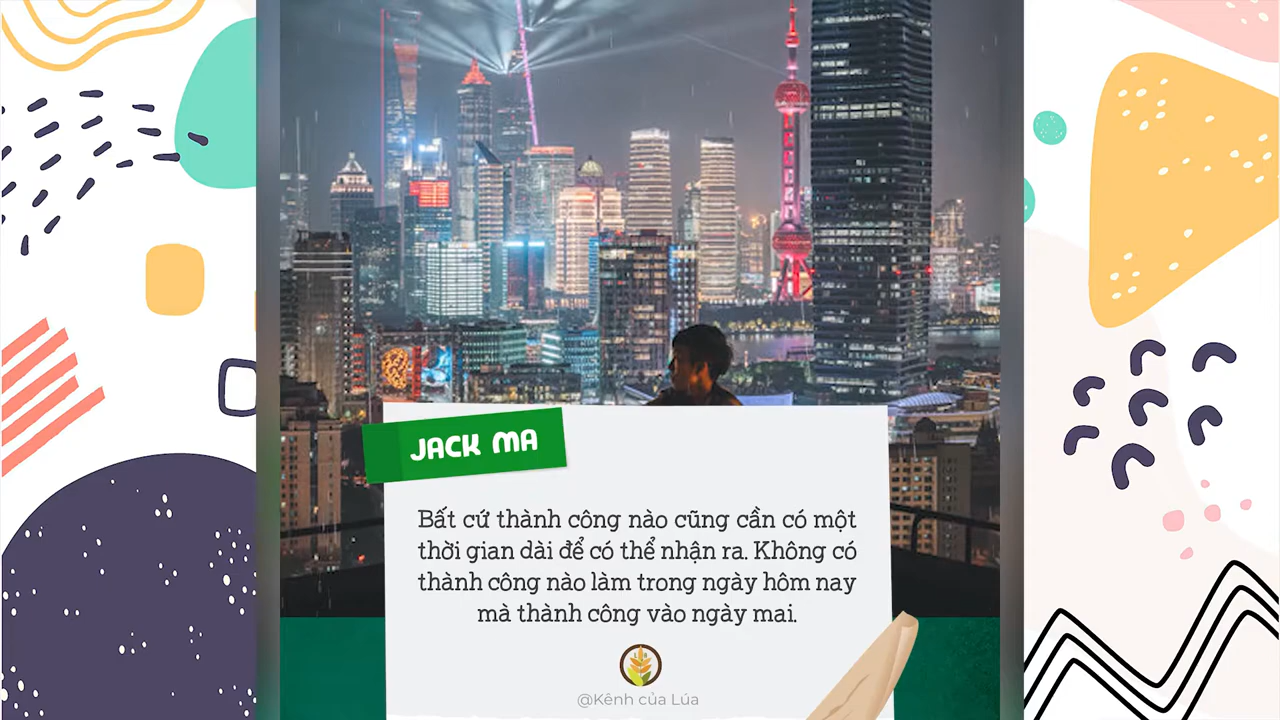 JACK MA
Bất cứ thành công nào cũng cần có một
thời gian dài để có thể nhận ra. Không có
thành công nào làm trong ngày hôm nay
mà thành công vào ngày mai.
@Kênh của Lúa